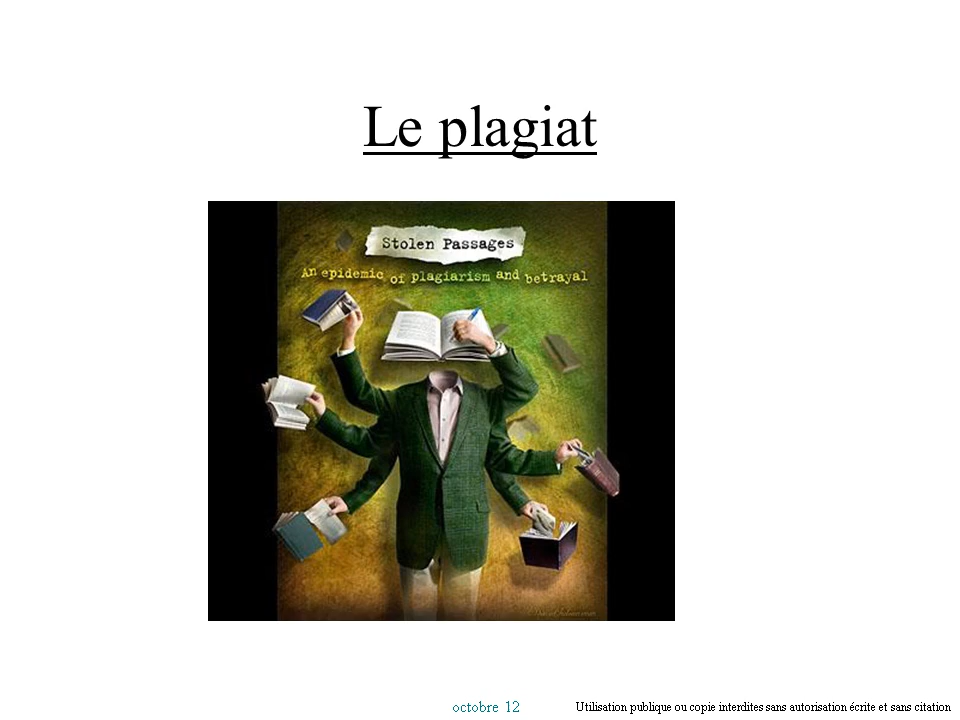 Le plagiat
Stolen Passages
An epidemic of plagiarism and betrayal
octobre 12
Utilisation publique ou copie interdites sans autorisation écrite et sans citation